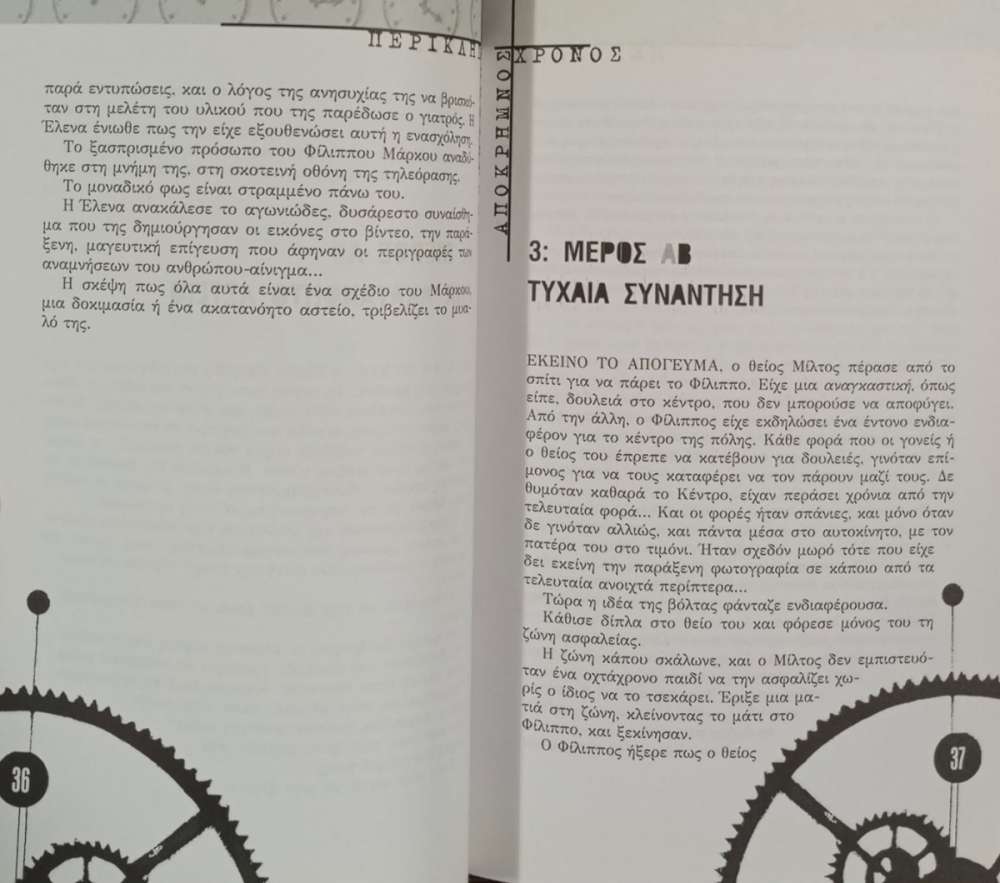 ΠΕΡΙΚΛΗ
παρά εντυπώσεις, και ο λόγος της ανησυχίας της να βρισκό-
ταν στη μελέτη του υλικού που της παρέδωσε ο γιατρός. Η
Έλενα ένιωθε πως την είχε εξουθενώσει αυτή η ενασχόληση.
Το ξασπρισμένο πρόσωπο του Φίλιππου Μάρκου αναδύ-
θηκε στη μνήμη της, στη σκοτεινή οθόνη της τηλεόρασης.
Το μοναδικό φως είναι στραμμένο πάνω του.
Η Έλενα ανακάλεσε το αγωνιώδες, δυσάρεστο συναίσθη-
μα που της δημιούργησαν οι εικόνες στο βίντεο, την παρά-
ξενη, μαγευτική επίγευση που άφηναν οι περιγραφές των
αναμνήσεων του ανθρώπου-αίνιγμα...
Η σκέψη πως όλα αυτά είναι ένα σχέδιο του Μάρκου,
μια δοκιμασία ή ένα ακατανόητο αστείο, τριβελίζει το μυα-
λό της.
36
ΑΠΟΚΡΗΜΝΟΣ
ΧΡΟΝΟΣ
3: ΜΕΡΟΣ ΑΒ
ΤΥΧΑΙΑ ΣΥΝΑΝΤΗΣΗ
ΕΚΕΙΝΟ ΤΟ ΑΠΟΓΕΥΜΑ, ο θείος Μίλτος πέρασε από το
σπίτι για να πάρει το Φίλιππο. Είχε μια αναγκαστική, όπως
είπε, δουλειά στο κέντρο, που δεν μπορούσε να αποφύγει.
Από την άλλη, ο Φίλιππος είχε εκδηλώσει ένα έντονο ενδια-
φέρον για το κέντρο της πόλης. Κάθε φορά που οι γονείς ή
ο θείος του έπρεπε να κατέβουν για δουλειές, γινόταν επί-
μονος για να τους καταφέρει να τον πάρουν μαζί τους. Δε
θυμόταν καθαρά το Κέντρο, είχαν περάσει χρόνια από την
τελευταία φορά... Και οι φορές ήταν σπάνιες, και μόνο όταν
δε γινόταν αλλιώς, και πάντα μέσα στο αυτοκίνητο, με τον
πατέρα του στο τιμόνι. Ήταν σχεδόν μωρό τότε που είχε
δει εκείνη την παράξενη φωτογραφία σε κάποιο από τα
τελευταία ανοιχτά περίπτερα...
Τώρα η ιδέα της βόλτας φάνταζε ενδιαφέρουσα.
Κάθισε δίπλα στο θείο του και φόρεσε μόνος του τη
ζώνη ασφαλείας.
Η ζώνη κάπου σκάλωνε, και ο Μίλτος δεν εμπιστευό-
ταν ένα οχτάχρονο παιδί να την ασφαλίζει χω-
ρίς ο ίδιος να το τσεκάρει. Έριξε μια μα-
τιά στη ζώνη, κλείνοντας το μάτι στο
Φίλιππο, και ξεκίνησαν.
Ο Φίλιππος ήξερε πως ο θείος
37